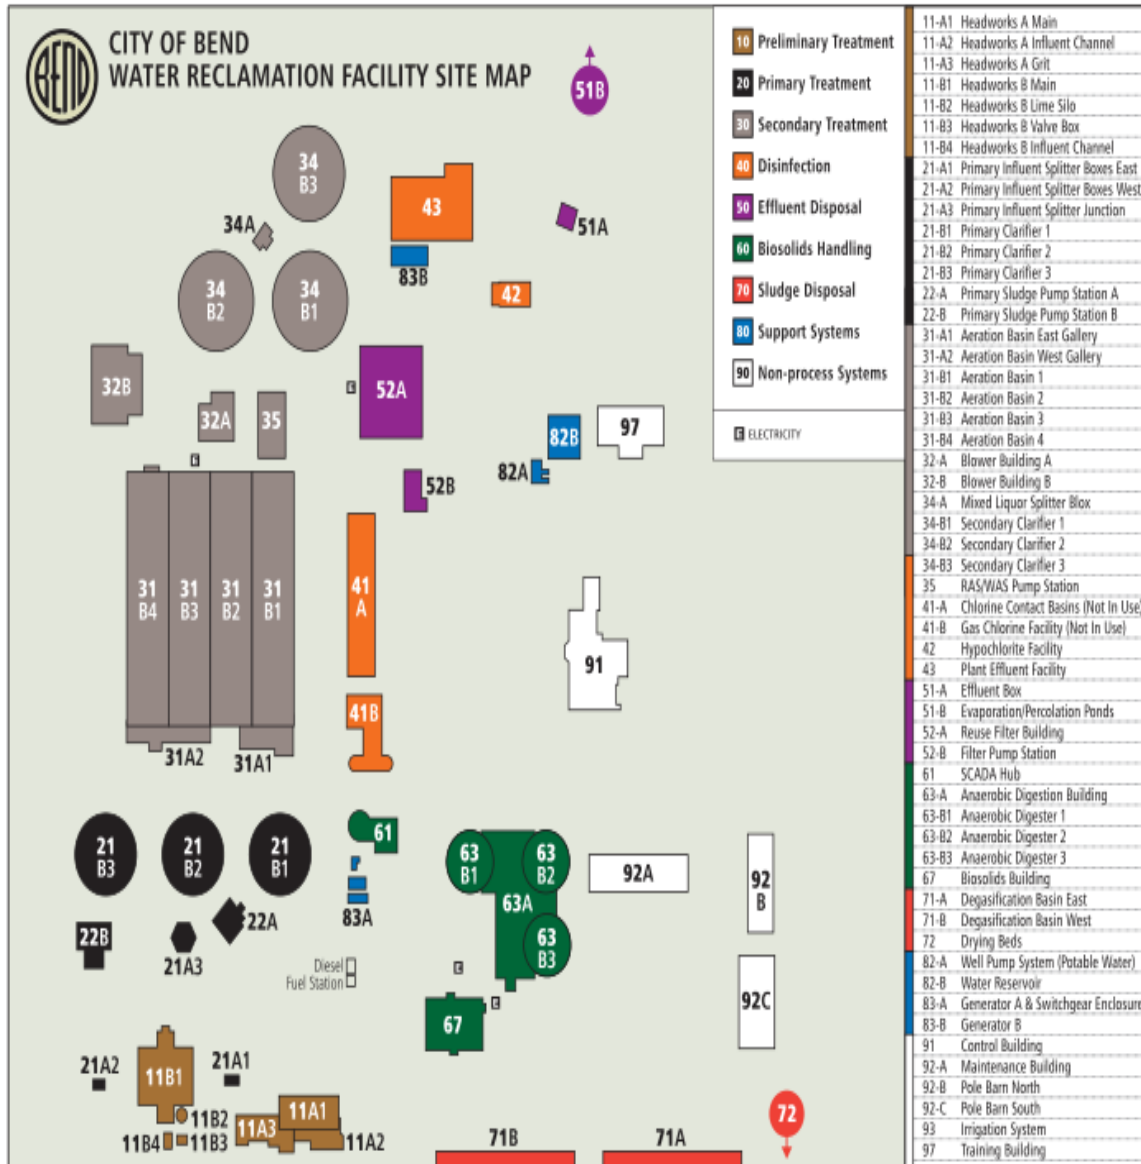 BEND
CITY OF BEND
WATER RECLAMATION FACILITY SITE MAP
51B
34
B3
43
34A
51A
83B
34
B2
34
B1
42
32B
32A
35
52A
82B
97
82A
52B
31
B4
31
B3
31
B2
31
B1
41
A
91
41B
31A2
31A1
21
B3
21
B2
21
B1
61
63
B1
63
B2
92A
92
B
63A
83A
22A
22B
21A3
63
B3
Diesel
Fuel Station
92C
67
21A2
11B1
21A1
11B2
11A1
11A3
11B4
11B3
11A2
71B
71A
72
10 Preliminary Treatment
20 Primary Treatment
30 Secondary Treatment
40 Disinfection
50 Effluent Disposal
60 Biosolids Handling
70 Sludge Disposal
80 Support Systems
90 Non-process Systems
E ELECTRICITY
11-A1 Headworks A Main
11-A2 Headworks A Influent Channel
11-A3 Headworks A Grit
11-B1 Headworks B Main
11-B2 Headworks B Lime Silo
11-B3 Headworks B Valve Box
11-B4 Headworks B Influent Channel
21-A1 Primary Influent Splitter Boxes East
21-A2 Primary Influent Splitter Boxes West
21-A3 Primary Influent Splitter Junction
21-B1 Primary Clarifier 1
21-B2 Primary Clarifier 2
21-B3 Primary Clarifier 3
22-A Primary Sludge Pump Station A
22-B Primary Sludge Pump Station B
31-A1 Aeration Basin East Gallery
31-A2 Aeration Basin West Gallery
31-B1 Aeration Basin 1
31-B2 Aeration Basin 2
31-B3 Aeration Basin 3
31-B4 Aeration Basin 4
32-A Blower Building A
32-B Blower Building B
34-A Mixed Liquor Splitter Blox
34-B1 Secondary Clarifier 1
34-B2 Secondary Clarifier 2
34-B3 Secondary Clarifier 3
35 RAS/WAS Pump Station
41-A Chlorine Contact Basins (Not In Use)
41-B Gas Chlorine Facility (Not In Use)
42 Hypochlorite Facility
43 Plant Effluent Facility
51-A Effluent Box
51-B Evaporation/Percolation Ponds
52-A Reuse Filter Building
52-B Filter Pump Station
61 SCADA Hub
63-A Anaerobic Digestion Building
63-B1 Anaerobic Digester 1
63-B2 Anaerobic Digester 2
63-B3 Anaerobic Digester 3
67 Biosolids Building
71-A Degasification Basin East
71-B Degasification Basin West
72 Drying Beds
82-A Well Pump System (Potable Water)
82-B Water Reservoir
83-A Generator A & Switchgear Enclosure
83-B Generator B
91 Control Building
92-A Maintenance Building
92-B Pole Barn North
92-C Pole Barn South
93 Irrigation System
97 Training Building